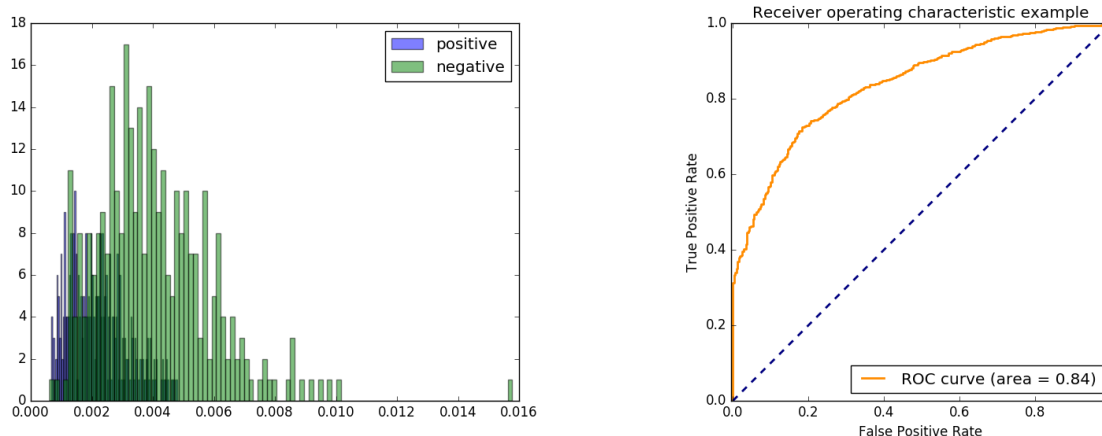 18
16
14
12
10
8
6
4
2
0
0.000 0.002 0.004 0.006 0.008 0.010 0.012 0.014 0.016
positive
negative
Receiver operating characteristic example
1.0
0.8
0.6
0.4
0.2
0.0
True Positive Rate
0.0 0.2 0.4 0.6 0.8
False Positive Rate
ROC curve (area = 0.84)